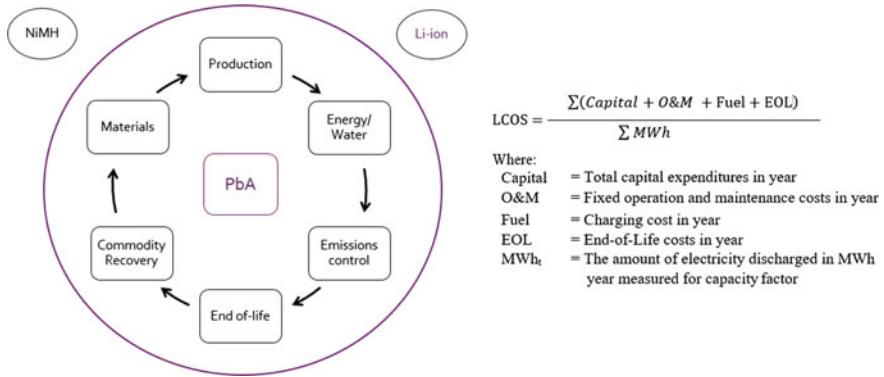 NiMH
Li-ion
Production
Energy/
Water
Emissions
control
End of-life
Commodity
Recovery
Materials
PbA
LCOS = ∑(Capital + O&M + Fuel + EOL)
∑ MWh
Where:
Capital = Total capital expenditures in year
O&M = Fixed operation and maintenance costs in year
Fuel = Charging cost in year
EOL = End-of-Life costs in year
MWhₜ = The amount of electricity discharged in MWh
year measured for capacity factor